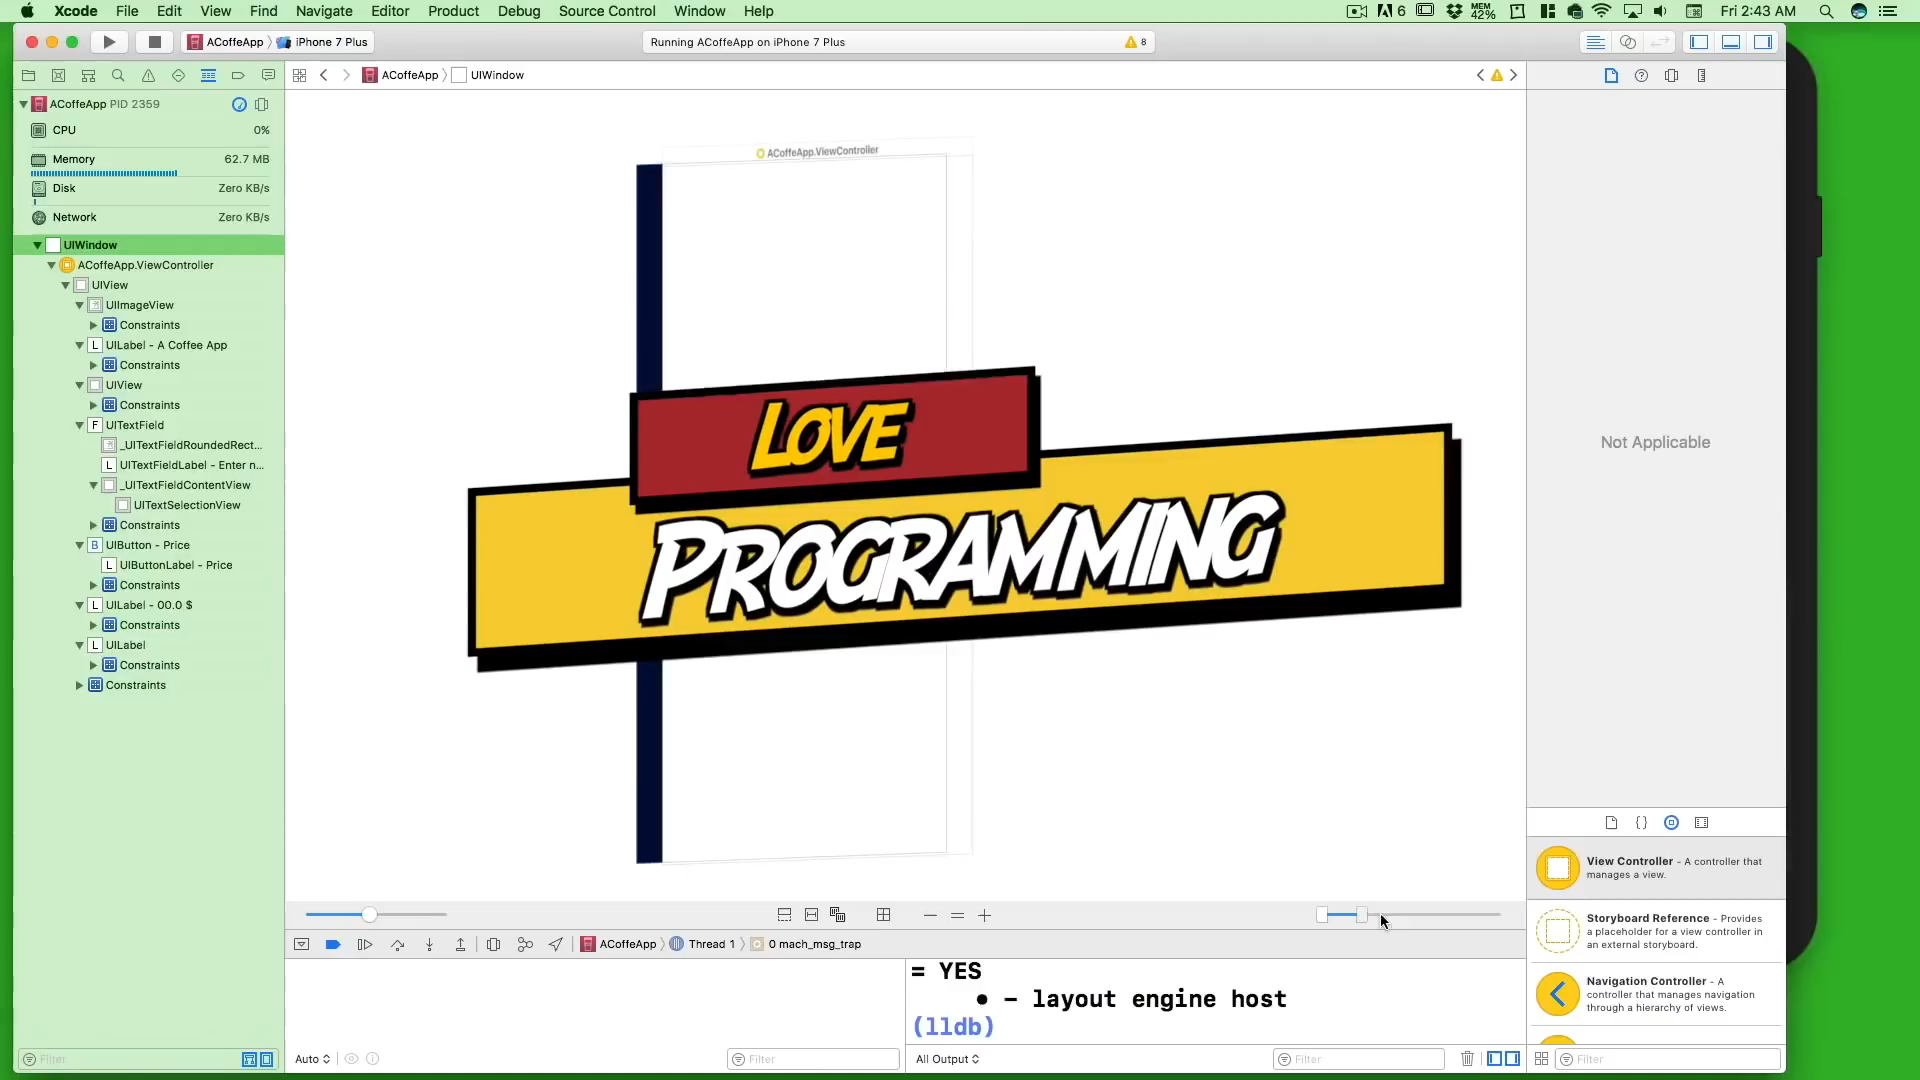 Xcode File Edit View Find Navigate Editor Product Debug Source Control Window Help
6 MEM 42% Fri 2:43 AM
ACoffeApp iPhone 7 Plus
Running ACoffeApp on iPhone 7 Plus
8
ACoffeApp UIWindow
ACoffeApp PID 2359
CPU 0%
Memory 62.7 MB
Disk Zero KB/s
Network Zero KB/s
UIWindow
ACoffeApp.ViewController
UIView
UIImageView
Constraints
L UILabel - A Coffee App
Constraints
UIView
Constraints
F UITextField
_UITextFieldRoundedRect...
L UITextFieldLabel - Enter n...
_UITextFieldContentView
UITextSelectionView
Constraints
B UIButton - Price
L UIButtonLabel - Price
Constraints
L UILabel - 00.0 $
Constraints
L UILabel
Constraints
Constraints
Filter
ACoffeApp.ViewController
LOVE
PROGRAMMING
ACoffeApp Thread 1 0 mach_msg_trap
= YES
• - layout engine host
(lldb)
Auto
Filter
All Output
Filter
Not Applicable
View Controller - A controller that
manages a view.
Storyboard Reference - Provides
a placeholder for a view controller in
an external storyboard.
Navigation Controller - A
controller that manages navigation
through a hierarchy of views.
Filter